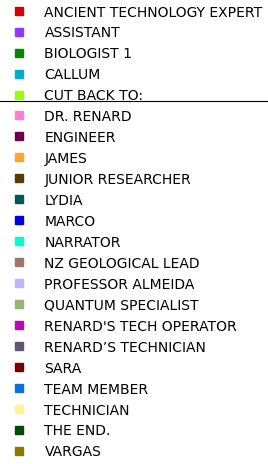 ANCIENT TECHNOLOGY EXPERT
ASSISTANT
BIOLOGIST 1
CALLUM
CUT BACK TO:
DR. RENARD
ENGINEER
JAMES
JUNIOR RESEARCHER
LYDIA
MARCO
NARRATOR
NZ GEOLOGICAL LEAD
PROFESSOR ALMEIDA
QUANTUM SPECIALIST
RENARD'S TECH OPERATOR
RENARD’S TECHNICIAN
SARA
TEAM MEMBER
TECHNICIAN
THE END.
VARGAS